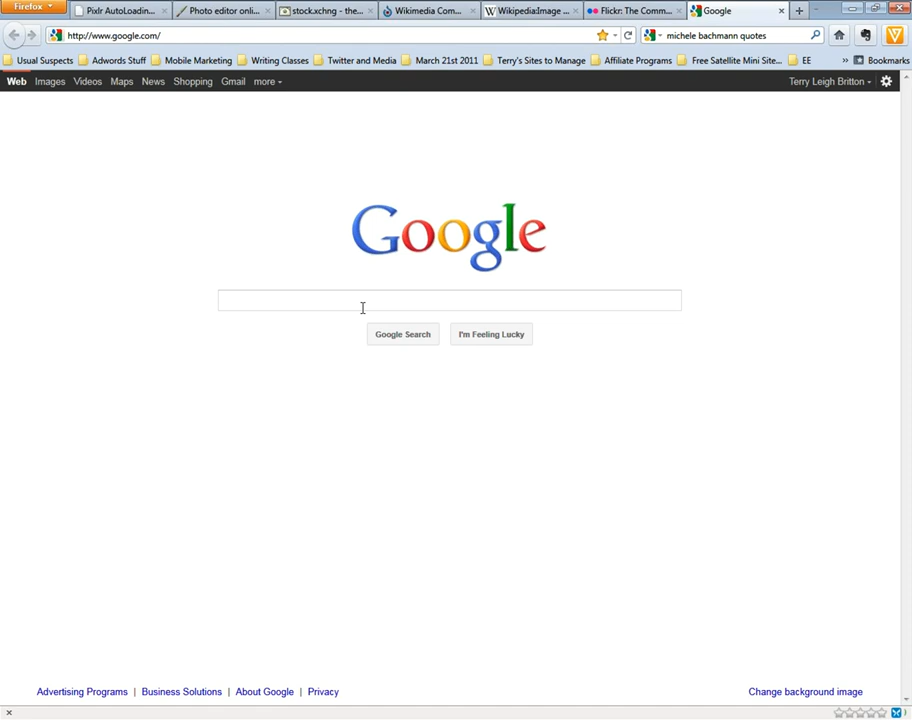 Firefox
Pixlr AutoLoadin... Photo editor onli... stock.xchng - the... Wikimedia Com... Wikipedia:Image ... Flickr: The Comm... Google
http://www.google.com/ michele bachmann quotes
Usual Suspects Adwords Stuff Mobile Marketing Writing Classes Twitter and Media March 21st 2011 Terry's Sites to Manage Affiliate Programs Free Satellite Mini Site... EE » Bookmarks
Web Images Videos Maps News Shopping Gmail more Terry Leigh Britton
Google
Google Search I'm Feeling Lucky
Advertising Programs | Business Solutions | About Google | Privacy Change background image